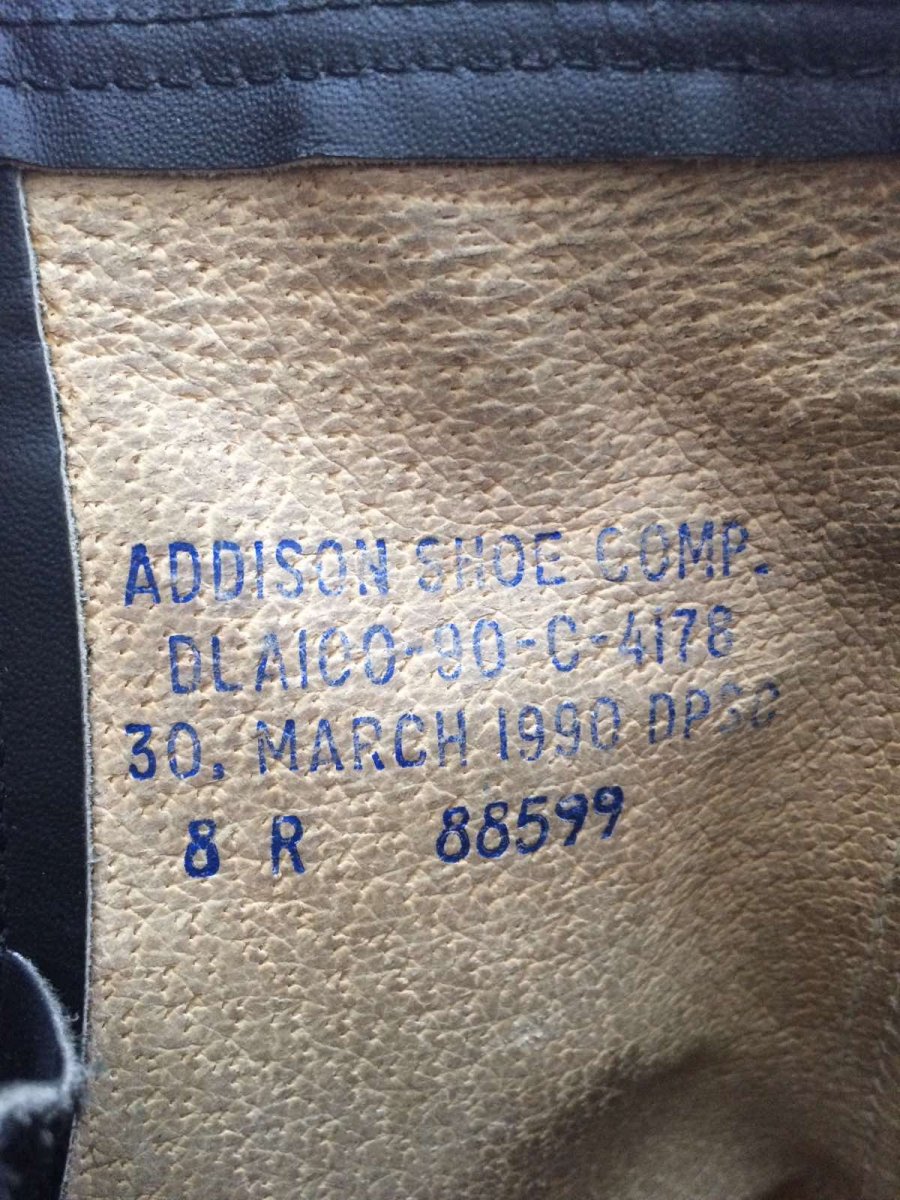 ADDISON SHOE COMP.
DLA100-90-C-4178
30, MARCH 1990 DPSC
8 R 88599